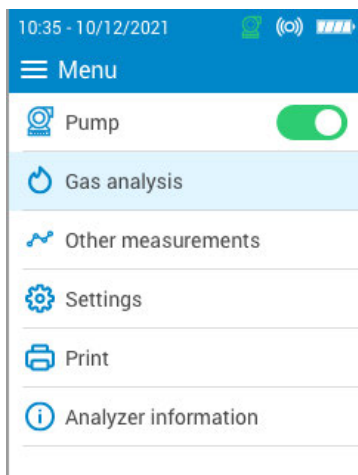 10:35 - 10/12/2021
Menu
Pump
Gas analysis
Other measurements
Settings
Print
Analyzer information